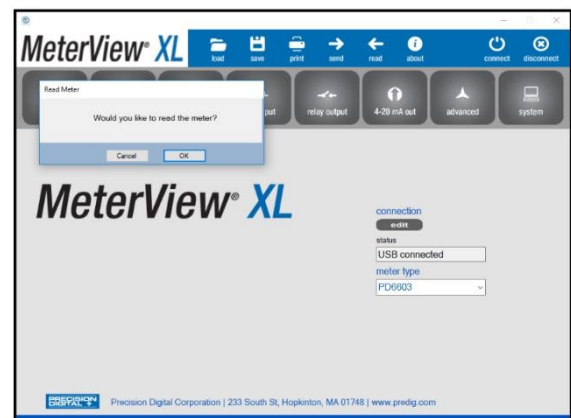 MeterView® XL
load save print send read about connect disconnect
Read Meter
Would you like to read the meter?
Cancel OK
put relay output 4-20 mA out advanced system
MeterView® XL
connection
edit
status
USB connected
meter type
PD6603
PRECISION DIGITAL
Precision Digital Corporation | 233 South St, Hopkinton, MA 01748 | www.predig.com